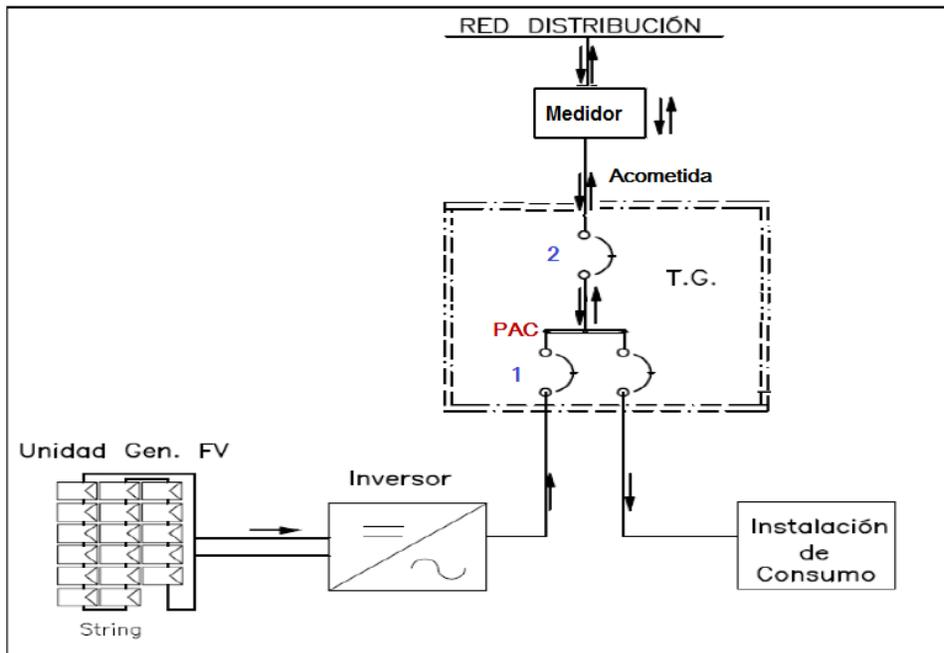 RED DISTRIBUCIÓN
Medidor
Acometida
2
T.G.
PAC
1
Unidad Gen. FV
Inversor
Instalación
de
Consumo
String